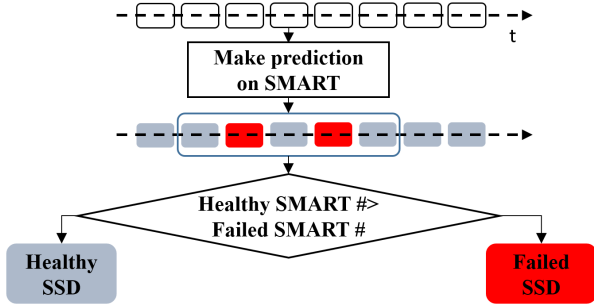 t
Make prediction
on SMART
Healthy SMART #>
Failed SMART #
Healthy
SSD
Failed
SSD